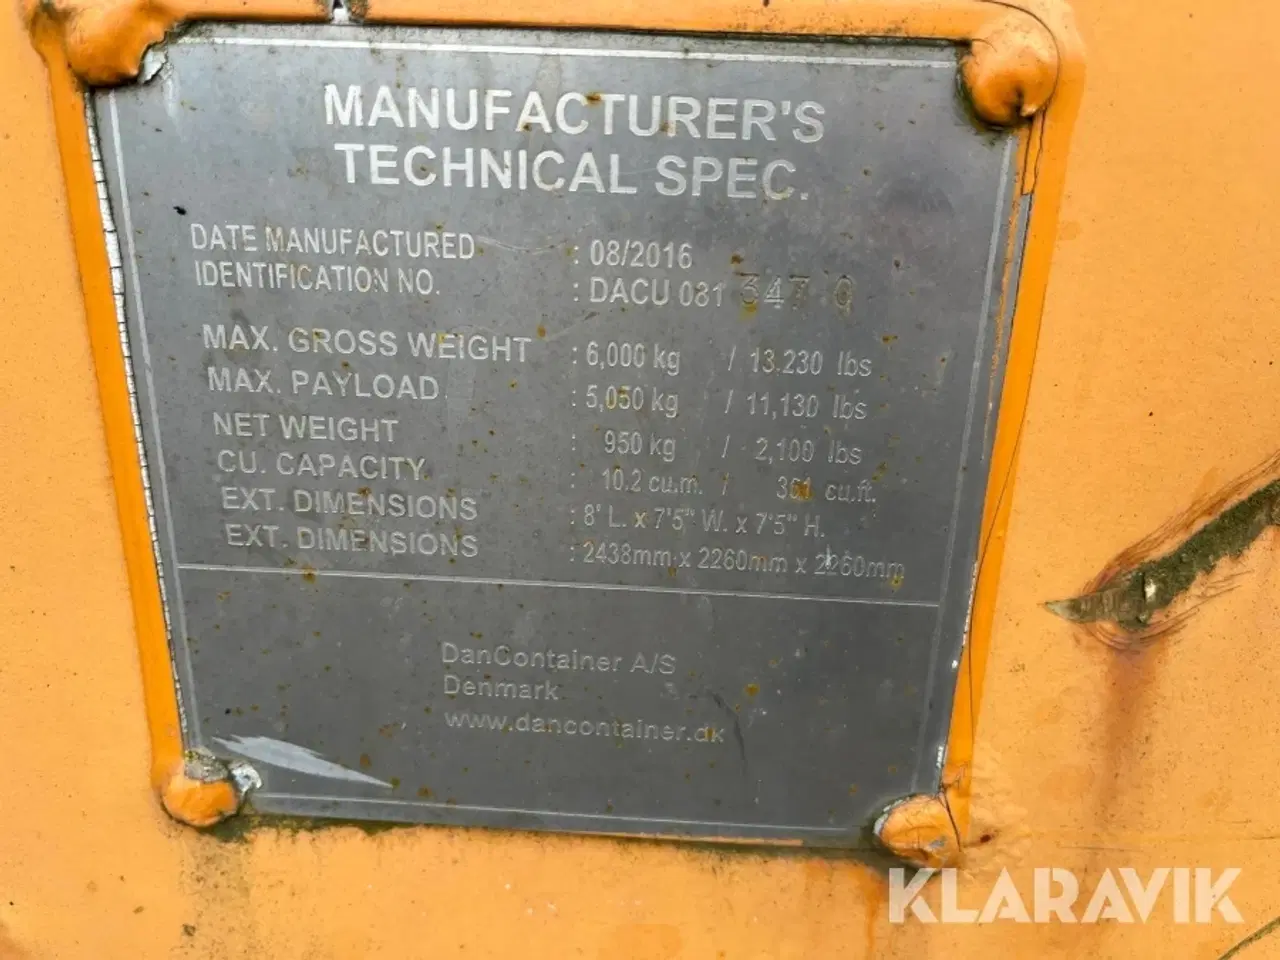 MANUFACTURER'S
TECHNICAL SPEC.
DATE MANUFACTURED : 08/2016
IDENTIFICATION NO. : DACU 081 347 0
MAX. GROSS WEIGHT : 6,000 kg / 13.230 lbs
MAX. PAYLOAD : 5,050 kg / 11,130 lbs
NET WEIGHT : 950 kg / 2,100 lbs
CU. CAPACITY : 10.2 cu.m. / 361 cu.ft.
EXT. DIMENSIONS : 8' L. x 7'5" W. x 7'5" H.
EXT. DIMENSIONS : 2438mm x 2260mm x 2260mm
DanContainer A/S
Denmark
www.dancontainer.dk
KLARAVIK